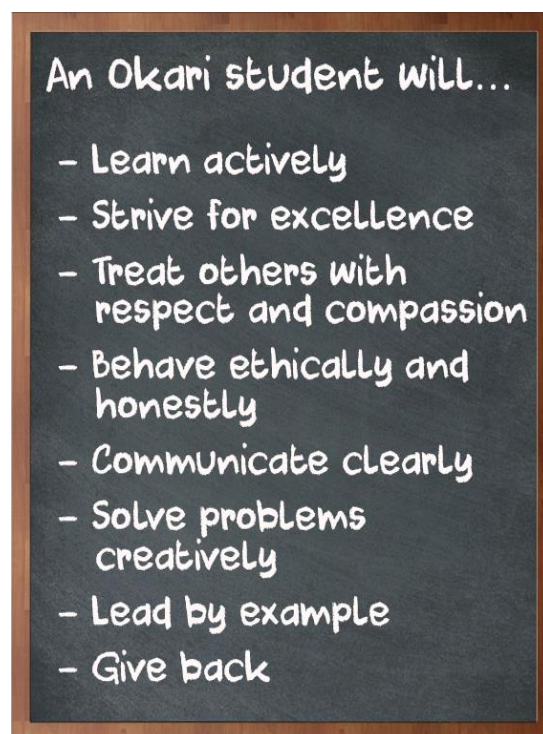 An Okari student will...
- Learn actively
- Strive for excellence
- Treat others with
respect and compassion
- Behave ethically and
honestly
- Communicate clearly
- Solve problems
creatively
- Lead by example
- Give back